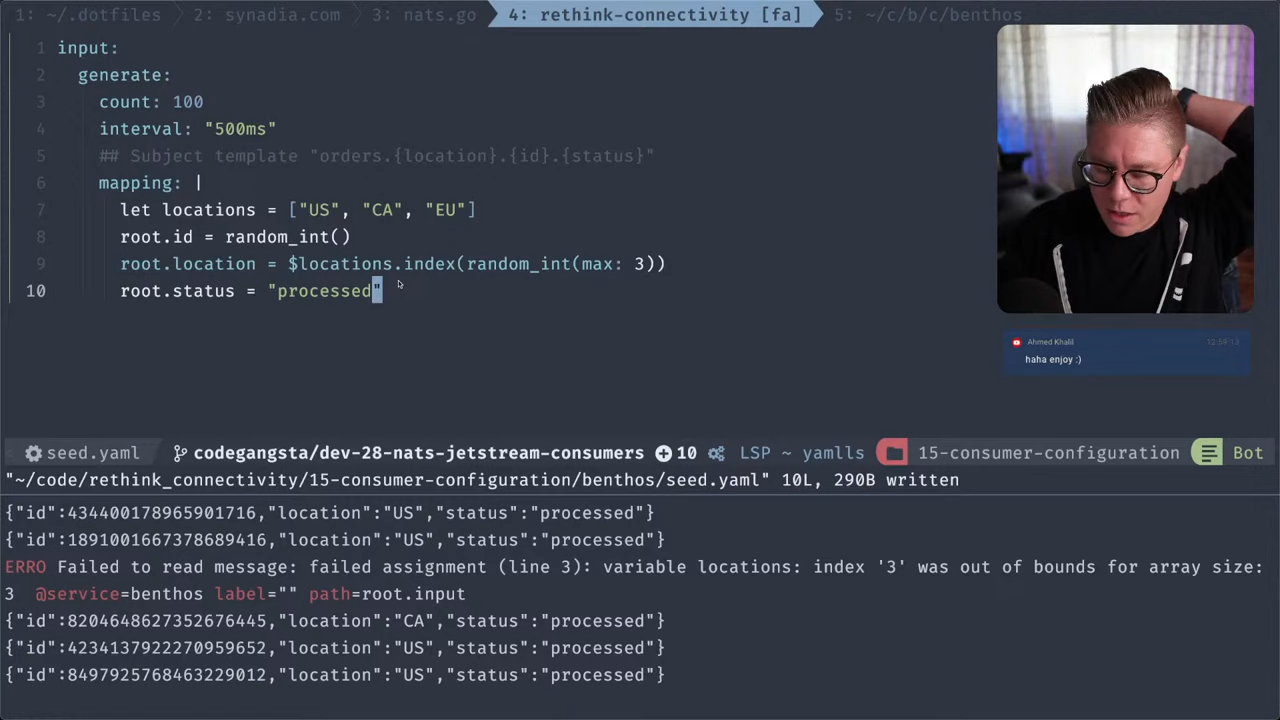 1: ~/.dotfiles 2: synadia.com 3: nats.go 4: rethink-connectivity [fa] 5: ~/c/b/c/benthos
1 input:
2 generate:
3 count: 100
4 interval: "500ms"
5 ## Subject template "orders.{location}.{id}.{status}"
6 mapping: |
7 let locations = ["US", "CA", "EU"]
8 root.id = random_int()
9 root.location = $locations.index(random_int(max: 3))
10 root.status = "processed"
Ahmed Khalil 12:54:13
haha enjoy :)
seed.yaml codegangsta/dev-28-nats-jetstream-consumers 10 LSP ~ yamlls 15-consumer-configuration Bot
"~/code/rethink_connectivity/15-consumer-configuration/benthos/seed.yaml" 10L, 290B written
{"id":434400178965901716,"location":"US","status":"processed"}
{"id":1891001667378689416,"location":"US","status":"processed"}
ERRO Failed to read message: failed assignment (line 3): variable locations: index '3' was out of bounds for array size:
3 @service=benthos label="" path=root.input
{"id":8204648627352676445,"location":"CA","status":"processed"}
{"id":4234137922270959652,"location":"US","status":"processed"}
{"id":8497925768463229012,"location":"US","status":"processed"}